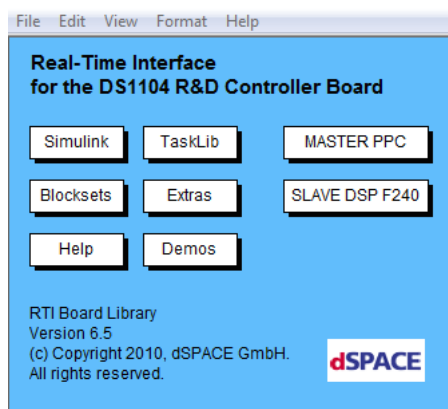 File Edit View Format Help
Real-Time Interface
for the DS1104 R&D Controller Board
Simulink TaskLib MASTER PPC
Blocksets Extras SLAVE DSP F240
Help Demos
RTI Board Library
Version 6.5
(c) Copyright 2010, dSPACE GmbH.
All rights reserved.
dSPACE